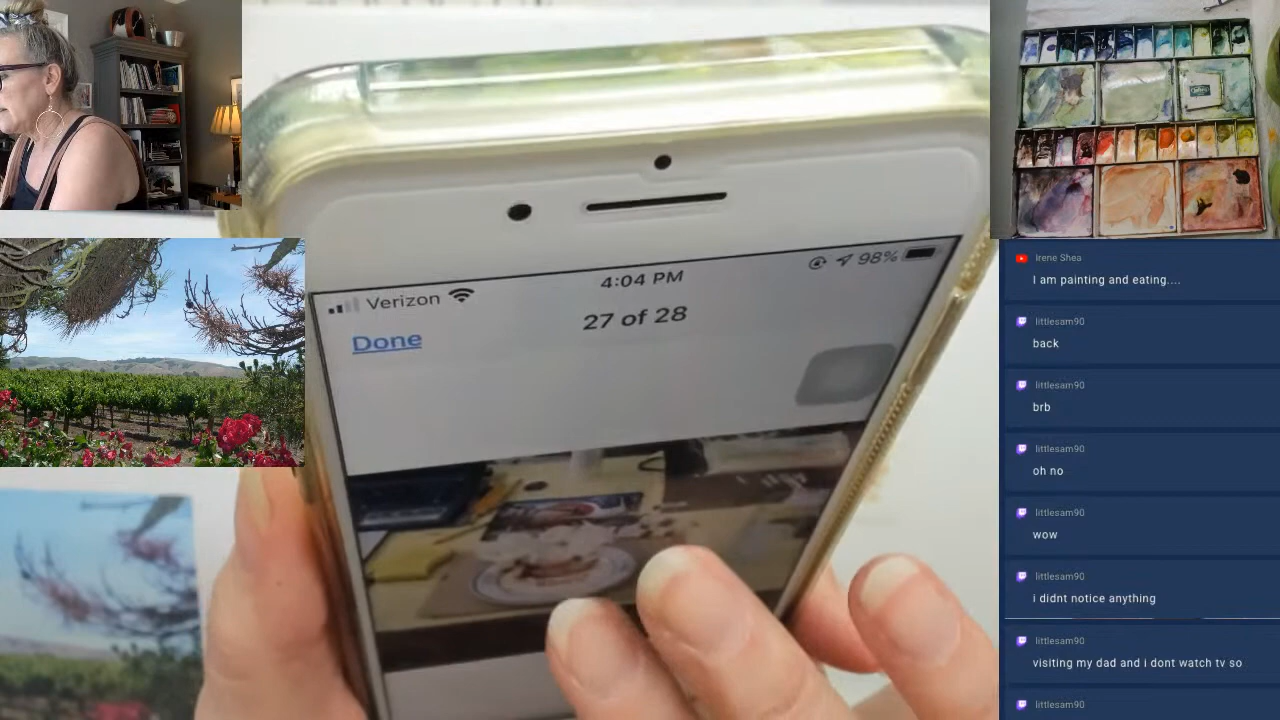 4:04 PM
Verizon
98%
27 of 28
Done
Irene Shea
I am painting and eating....
littlesam90
back
littlesam90
brb
littlesam90
oh no
littlesam90
wow
littlesam90
i didnt notice anything
littlesam90
visiting my dad and i dont watch tv so
littlesam90